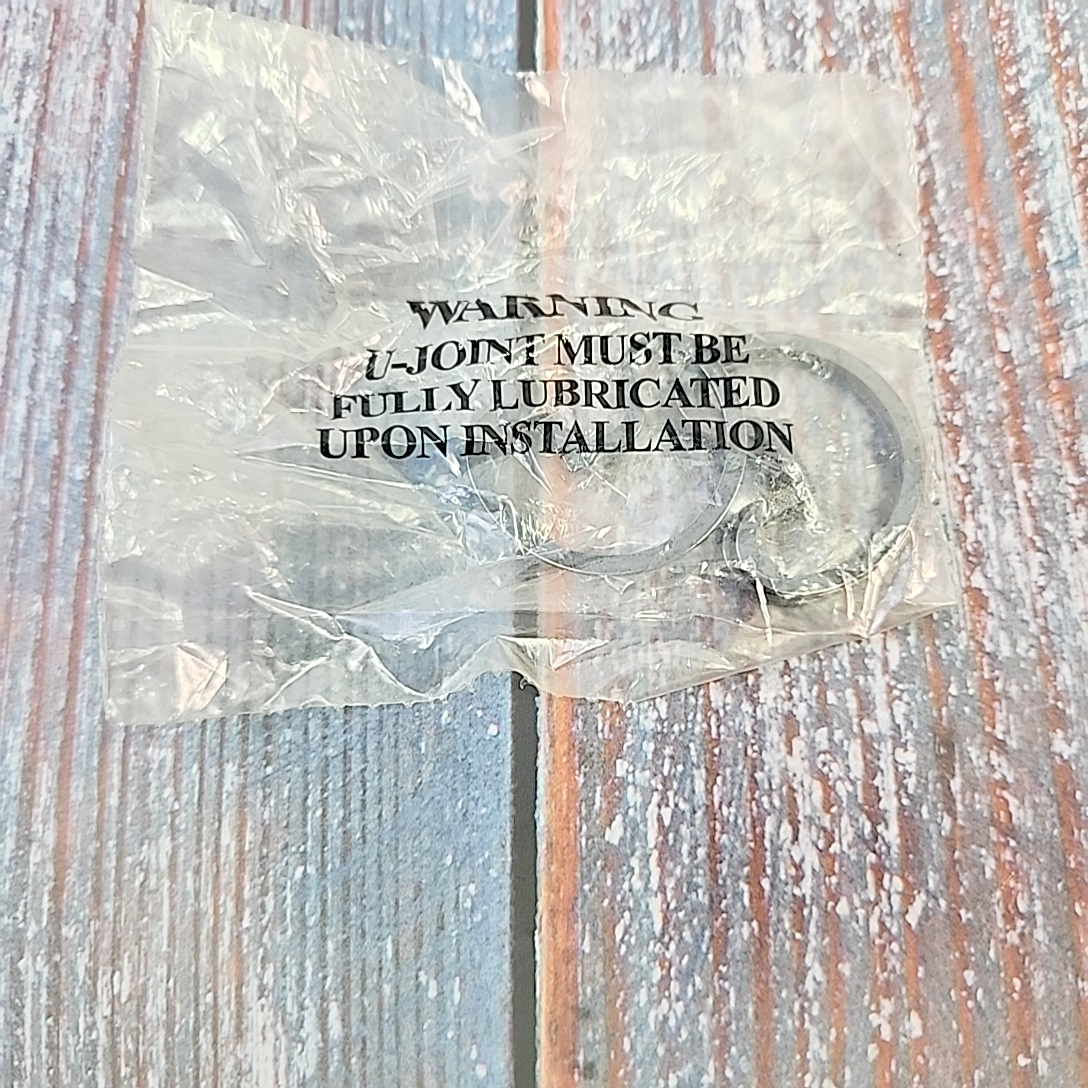 WARNING
U-JOINT MUST BE
FULLY LUBRICATED
UPON INSTALLATION